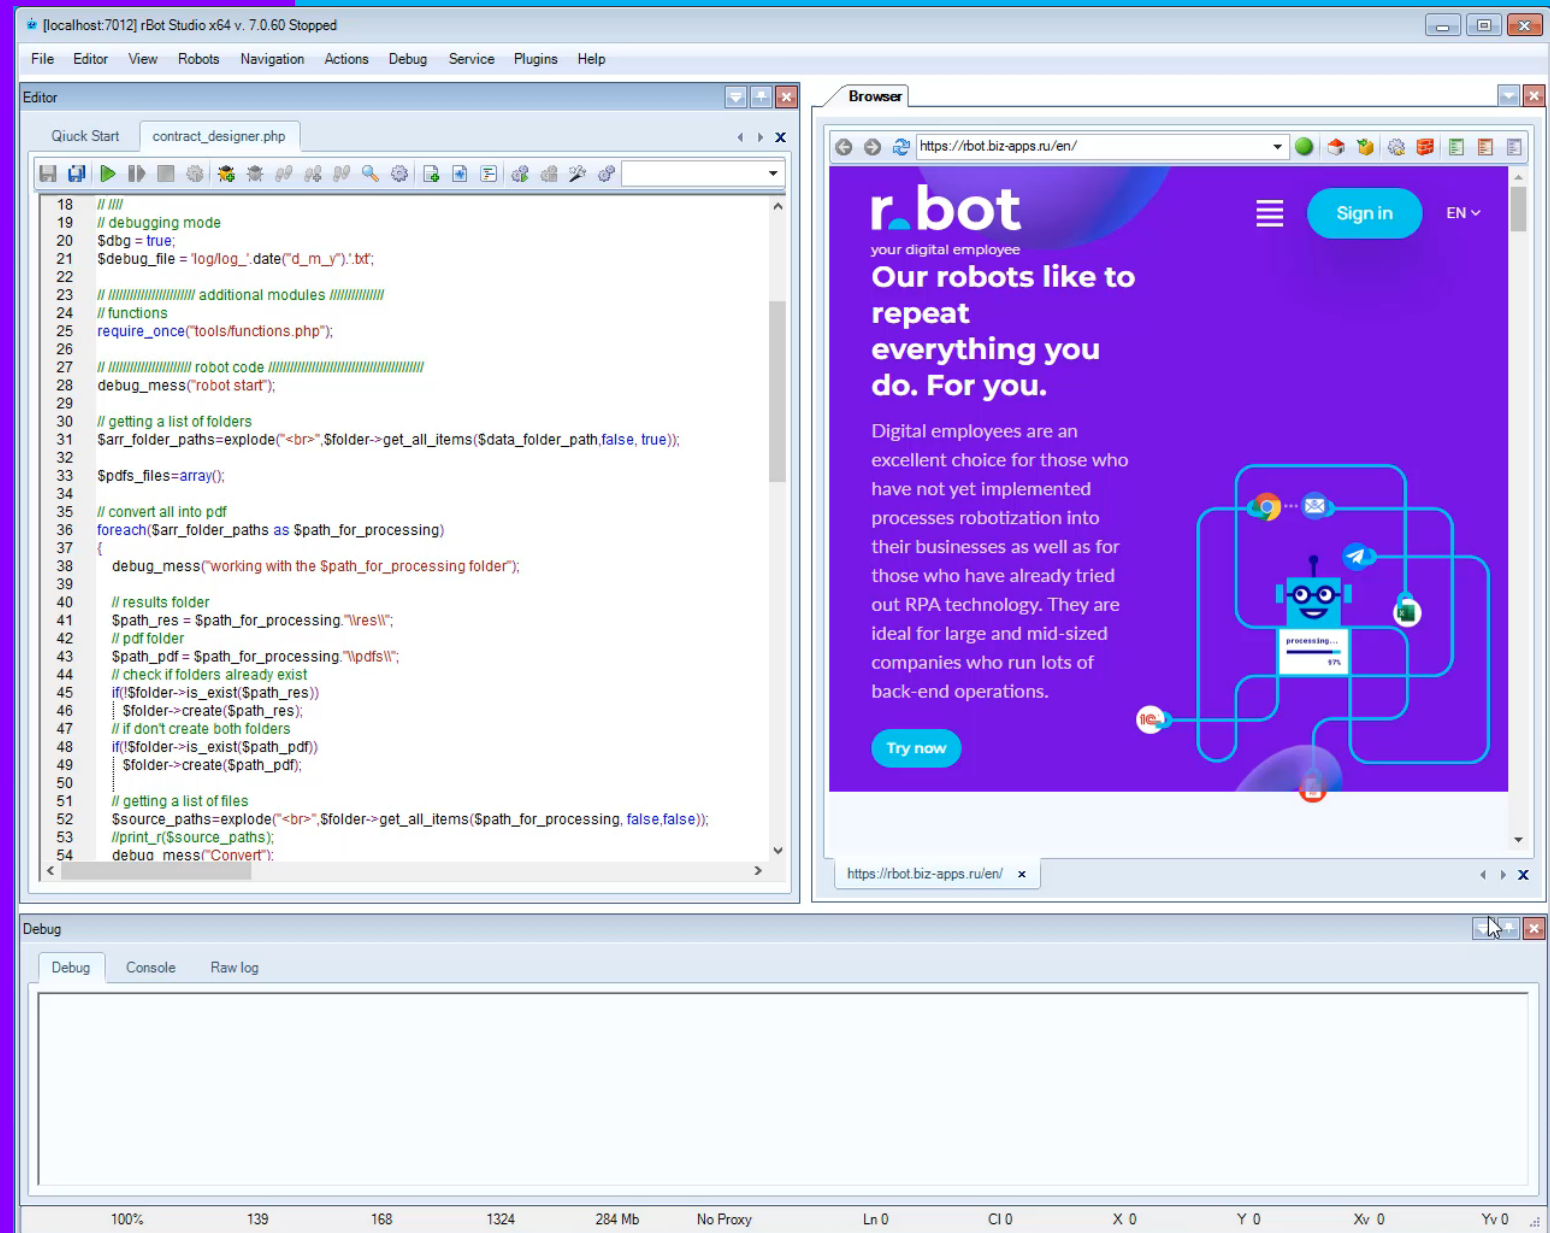 [localhost:7012] rBot Studio x64 v. 7.0.60 Stopped
File Editor View Robots Navigation Actions Debug Service Plugins Help
Editor
Qiuck Start contract_designer.php
18 // ////
19 // debugging mode
20 $dbg = true;
21 $debug_file = 'log/log_'.date("d_m_y").'.txt';
22
23 // //////////////////////// additional modules ///////////////
24 // functions
25 require_once("tools/functions.php");
26
27 // /////////////////////// robot code ///////////////////////////////////////////
28 debug_mess("robot start");
29
30 // getting a list of folders
31 $arr_folder_paths=explode("<br>",$folder->get_all_items($data_folder_path,false, true));
32
33 $pdfs_files=array();
34
35 // convert all into pdf
36 foreach($arr_folder_paths as $path_for_processing)
37 {
38 debug_mess("working with the $path_for_processing folder");
39
40 // results folder
41 $path_res = $path_for_processing."\\res\\";
42 // pdf folder
43 $path_pdf = $path_for_processing."\\pdfs\\";
44 // check if folders already exist
45 if(!$folder->is_exist($path_res))
46 $folder->create($path_res);
47 // if don't create both folders
48 if(!$folder->is_exist($path_pdf))
49 $folder->create($path_pdf);
50
51 // getting a list of files
52 $source_paths=explode("<br>",$folder->get_all_items($path_for_processing, false,false));
53 //print_r($source_paths);
54 debug_mess("Convert");
Browser
https://rbot.biz-apps.ru/en/
r.bot
your digital employee
Sign in EN
Our robots like to
repeat
everything you
do. For you.
Digital employees are an
excellent choice for those who
have not yet implemented
processes robotization into
their businesses as well as for
those who have already tried
out RPA technology. They are
ideal for large and mid-sized
companies who run lots of
back-end operations.
Try now
processing...
97%
1C
https://rbot.biz-apps.ru/en/
Debug
Debug Console Raw log
100% 139 168 1324 284 Mb No Proxy Ln 0 Cl 0 X 0 Y 0 Xv 0 Yv 0